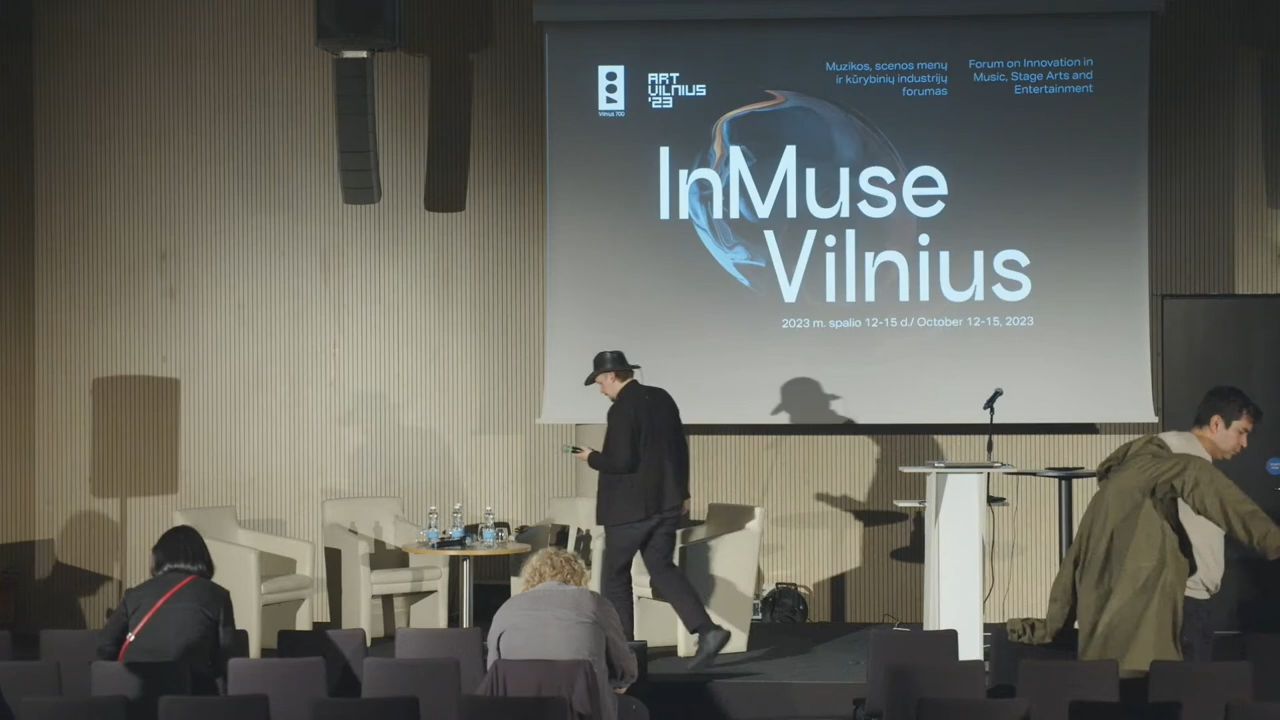 Vilnius 700
ART
VILNIUS
'23
Muzikos, scenos menų
ir kūrybinių industrijų
forumas
Forum on Innovation in
Music, Stage Arts and
Entertainment
InMuse
Vilnius
2023 m. spalio 12-15 d./ October 12-15, 2023